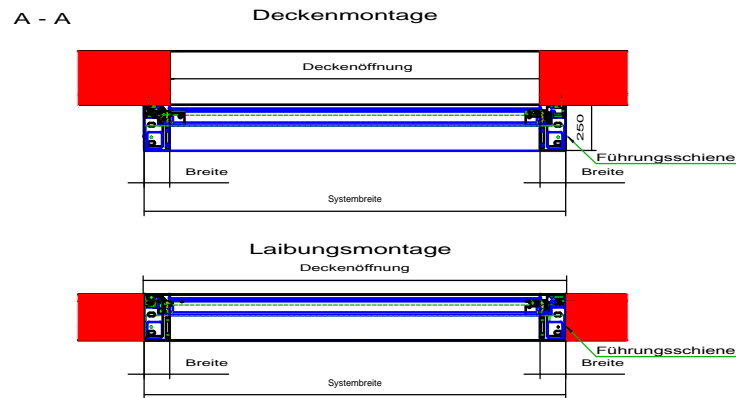 A - A
Deckenmontage
Deckenöffnung
250
Führungsschiene
Breite
Breite
Systembreite
Laibungsmontage
Deckenöffnung
Führungsschiene
Breite
Breite
Systembreite